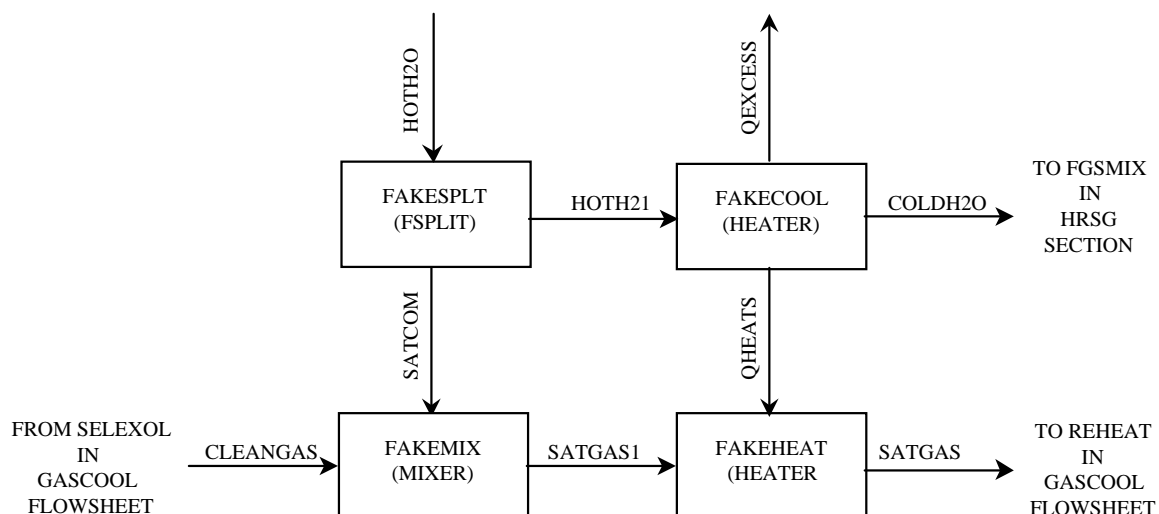 HOTH2O
QEXCESS
FAKESPLT
(FSPLIT)
HOTH21
FAKECOOL
(HEATER)
COLDH2O
TO FGSMIX
IN
HRSG
SECTION
SATCOM
QHEATS
FROM SELEXOL
IN
GASCOOL
FLOWSHEET
CLEANGAS
FAKEMIX
(MIXER)
SATGAS1
FAKEHEAT
(HEATER
SATGAS
TO REHEAT
IN
GASCOOL
FLOWSHEET